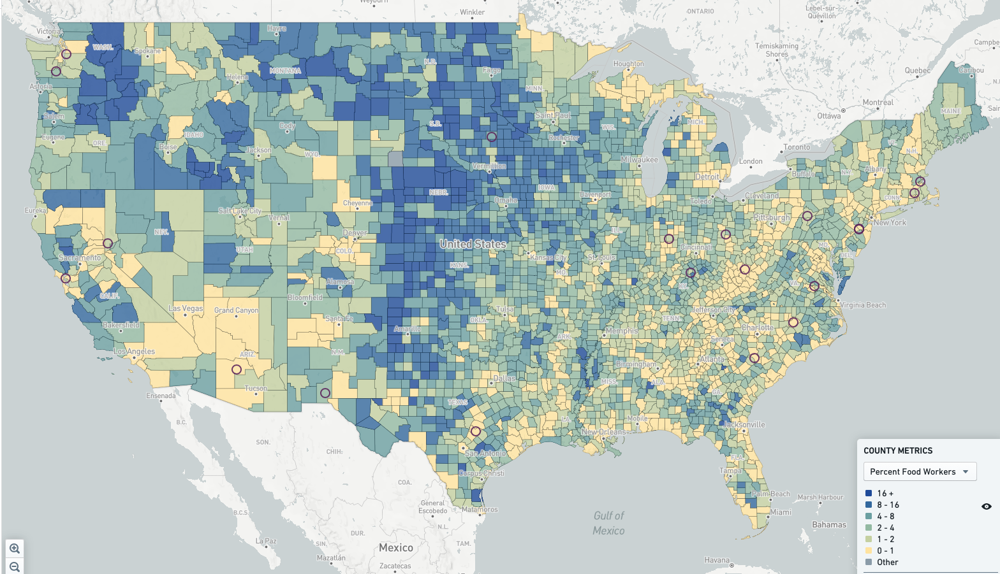 Weyburn
Winkler
ONTARIO
Lebel-sur-
Quévillon
Victoria
WASH.
Spokane
Havre
MONTANA
Helena
N.D.
Fargo
MINN.
Houghton
Témiskaming
Shores
Campbe
Quebec
Caribou
N.
Astoria
Salem
Eugene
ORE.
IDAHO
Boise
Cody
Jackson
WYO.
S.D.
Saint Paul
Rochester
WIS.
MICH.
Milwaukee
Detroit
London
Toronto
Ottawa
Montreal
MAINE
Sain
VT.
N.H.
Buffalo
N.Y.
Albany
Vermillion
IOWA
NEBR.
Omaha
Davenport
Toledo
Cleveland
CONN.
Eureka
Salt Lake City
Vernal
Cheyenne
Denver
NEV.
UTAH
COLO.
United States
ILL.
Pittsburgh
New York
Cincinnati
MD.
DEL.
Sacramento
KANS.
Kansas City
MO.
St. Louis
CALIF.
Alamosa
Bloomfield
KY.
VA.
Las Vegas
Grand Canyon
Santa Fe
Tulsa
Jefferson City
Virginia Beach
Bakersfield
Amarillo
OKLA.
TENN.
Memphis
Charlotte
Los Angeles
ARIZ.
N.M.
ARK.
Seneca
Birmingham
Atlanta
Tucson
Dallas
MISS.
ALA.
GA.
Ensenada
TEXAS
LA.
Mobile
Jacksonville
B.C.
New Orleans
SON.
CHIH.
San Antonio
FLA.
Corpus Christi
Tampa
COA.
General
Escobedo
Matamoros
Palm Beach
Marsh Harbour
Miami
Gulf of
Mexico
Bahamas
B.C.S.
N.L.
La Paz
DUR.
SIN.
Mexico
TAM.
Mazatlán
Zacatecas
Havana
COUNTY METRICS
Percent Food Workers
16 +
8 - 16
4 - 8
2 - 4
1 - 2
0 - 1
Other